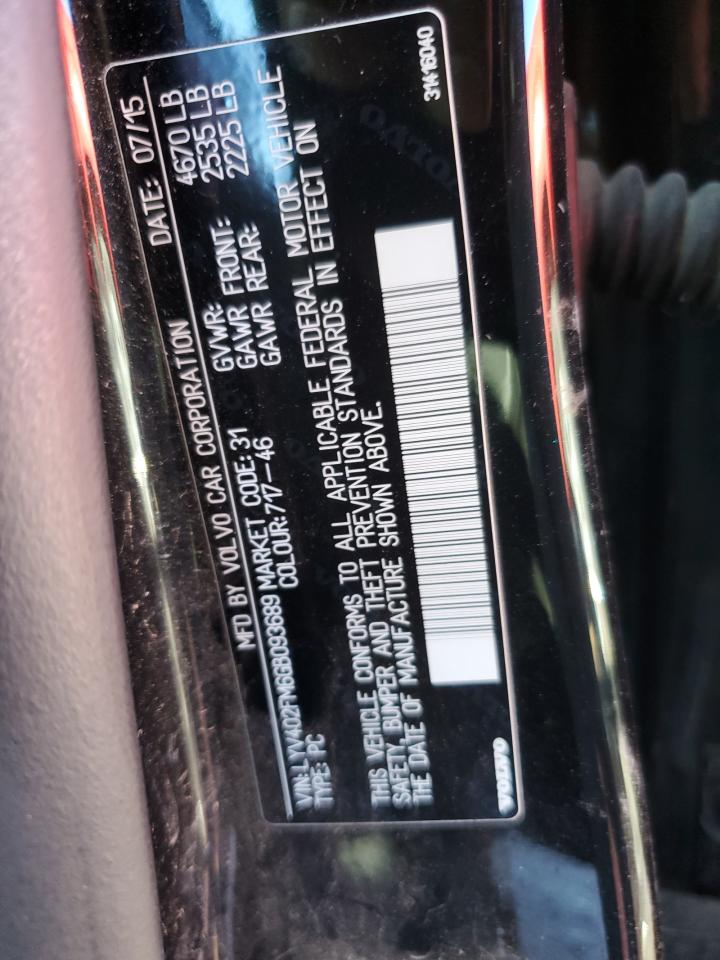 MFD BY VOLVO CAR CORPORATION DATE: 07/15
VIN: LYV402FM6GB093689 MARKET CODE: 31 GVWR: 4670 LB
TYPE: PC COLOUR: 717-46 GAWR FRONT: 2535 LB
GAWR REAR: 2225 LB
THIS VEHICLE CONFORMS TO ALL APPLICABLE FEDERAL MOTOR VEHICLE
SAFETY, BUMPER AND THEFT PREVENTION STANDARDS IN EFFECT ON
THE DATE OF MANUFACTURE SHOWN ABOVE.
VOLVO 31416040